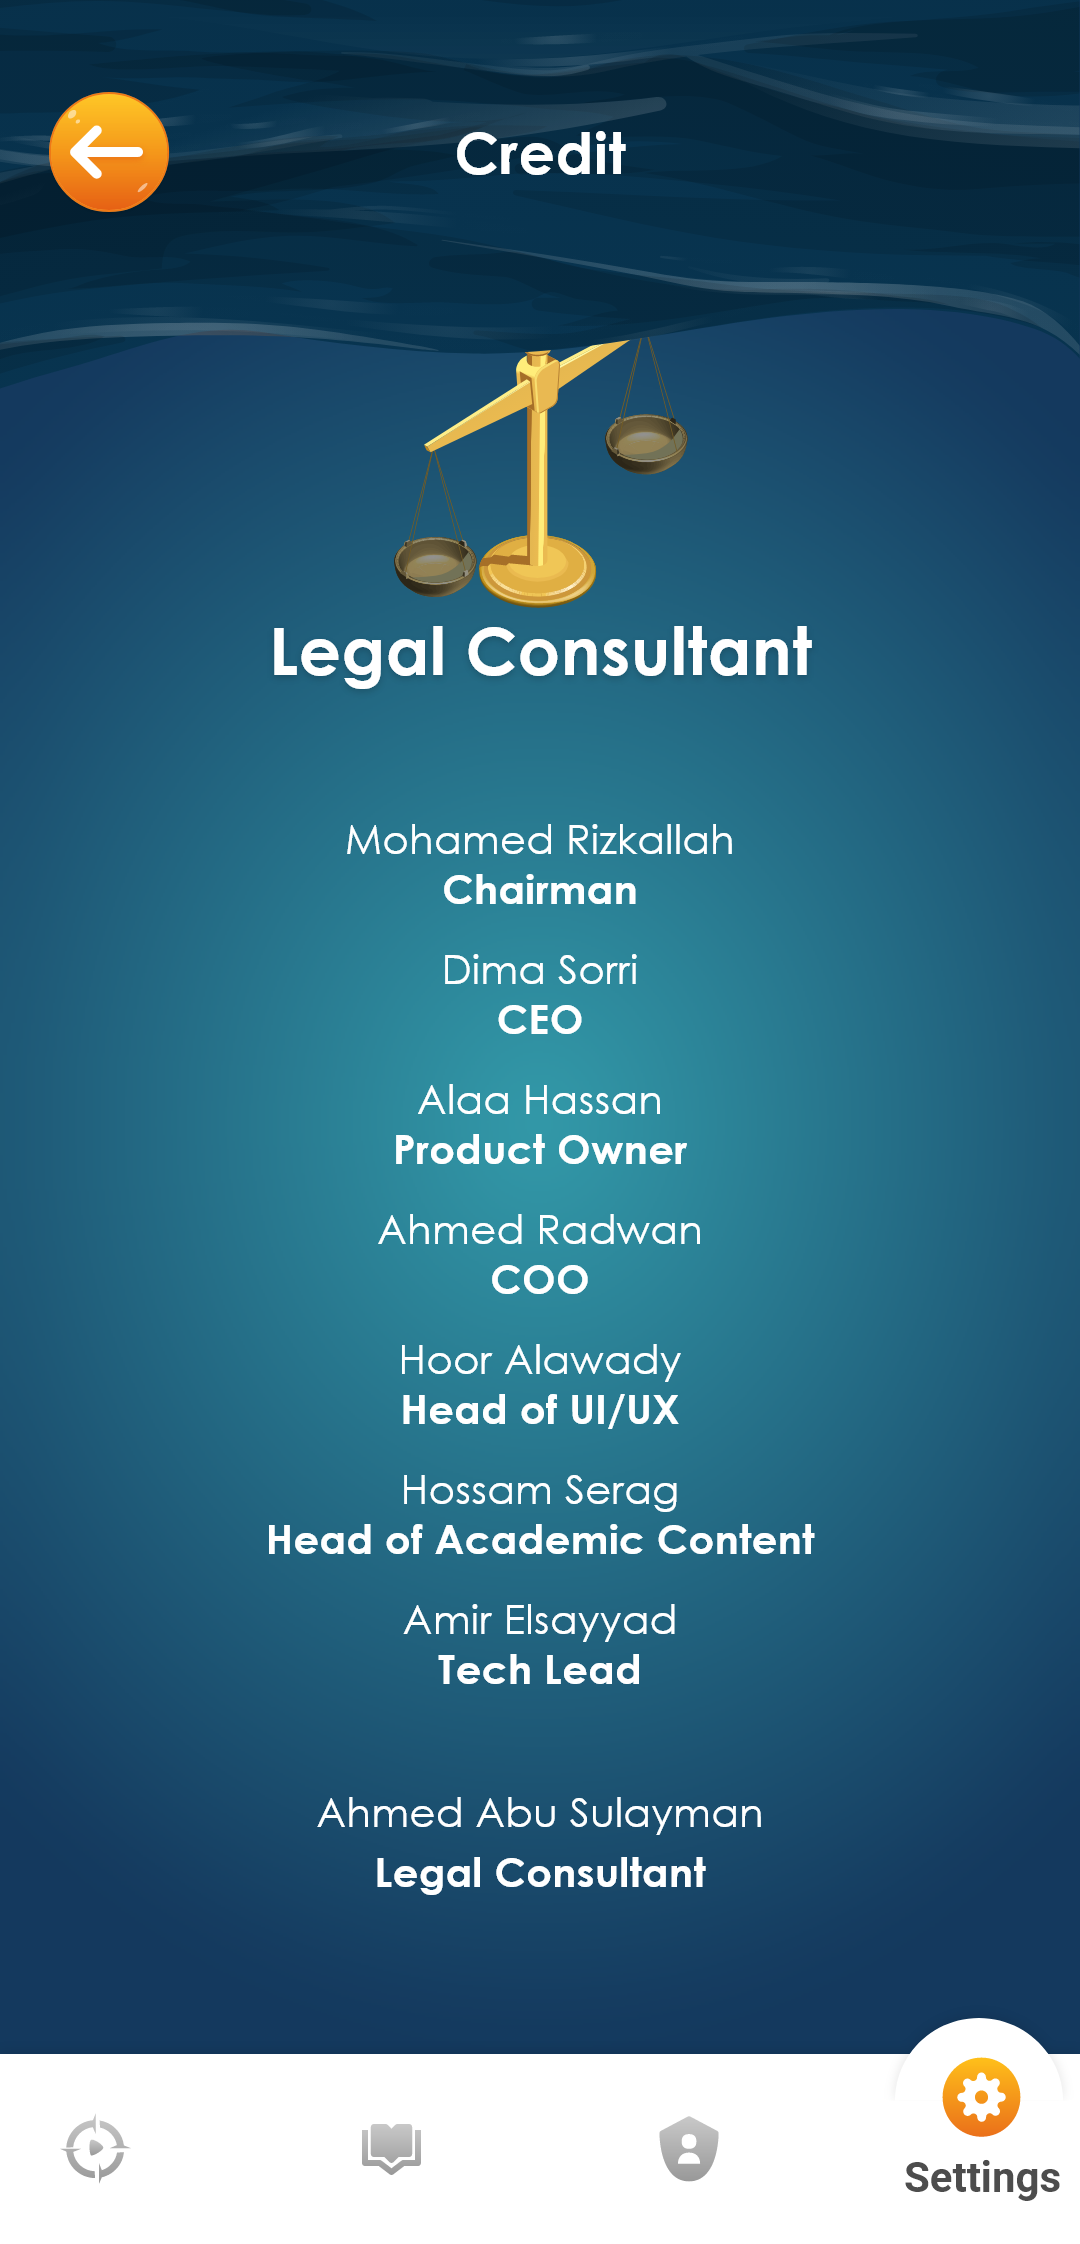 Credit
Legal Consultant
Mohamed Rizkallah
Chairman
Dima Sorri
CEO
Alaa Hassan
Product Owner
Ahmed Radwan
COO
Hoor Alawady
Head of UI/UX
Hossam Serag
Head of Academic Content
Amir Elsayyad
Tech Lead
Ahmed Abu Sulayman
Legal Consultant
Settings